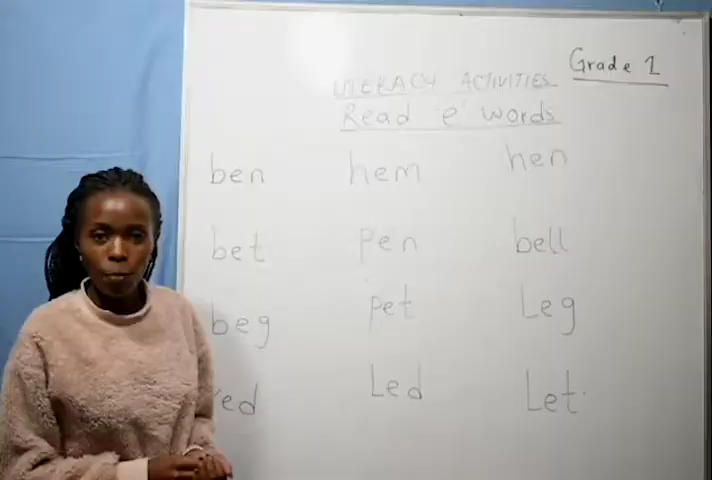 Grade 1
LITERACY ACTIVITIES
Read 'e' words
ben hem hen
bet pen bell
beg pet Leg
Led Let